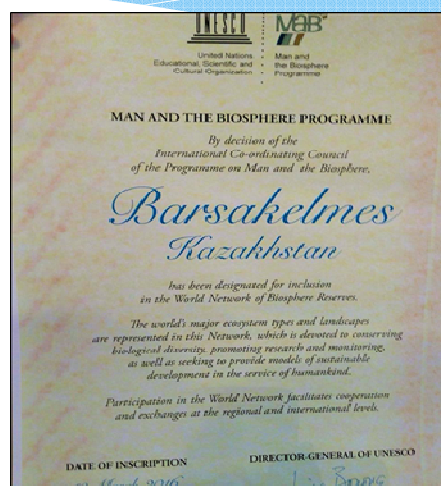 UNESCO
MaB
United Nations
Educational, Scientific and
Cultural Organization
Man and
the Biosphere
Programme
MAN AND THE BIOSPHERE PROGRAMME
By decision of the
International Co-ordinating Council
of the Programme on Man and the Biosphere,
Barsakelmes
Kazakhstan
has been designated for inclusion
in the World Network of Biosphere Reserves.
The world's major ecosystem types and landscapes
are represented in this Network, which is devoted to conserving
biological diversity, promoting research and monitoring,
as well as seeking to provide models of sustainable
development in the service of humankind.
Participation in the World Network facilitates cooperation
and exchanges at the regional and international levels.
DATE OF INSCRIPTION
DIRECTOR-GENERAL OF UNESCO
March 2016